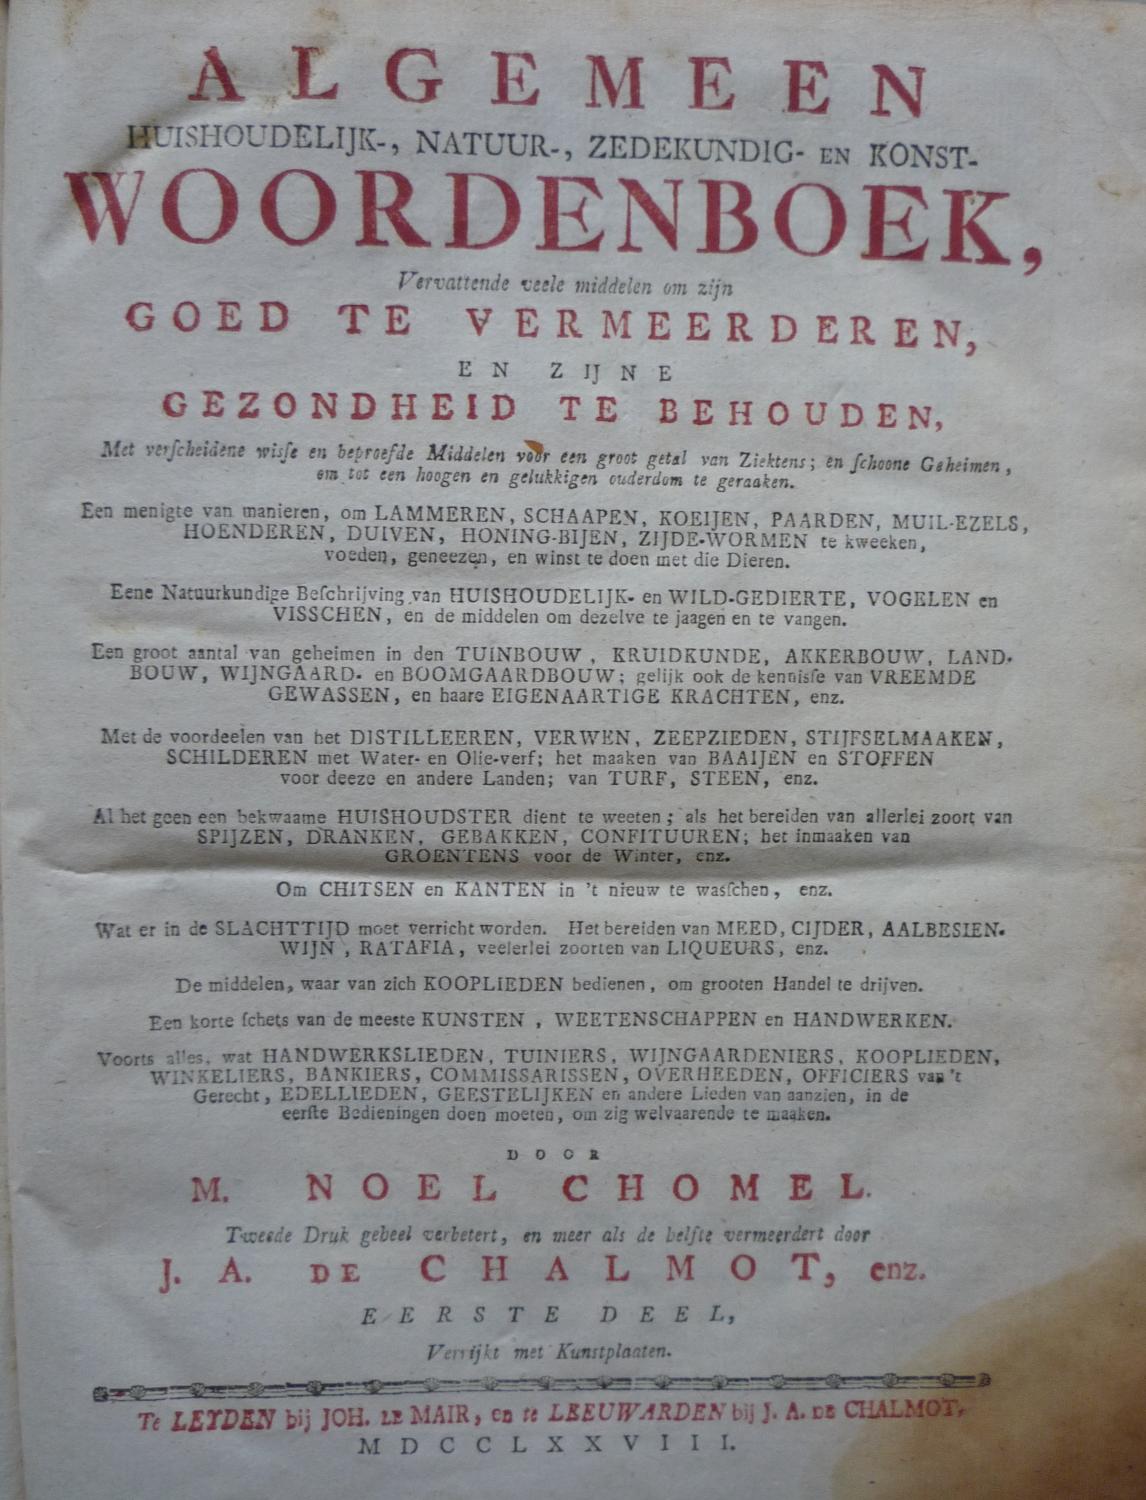 ALGEMEEN
HUISHOUDELIJK-, NATUUR-, ZEDEKUNDIG- EN KONST-
WOORDENBOEK,
Vervattende veele middelen om zijn
GOED TE VERMEERDEREN,
EN ZIJNE
GEZONDHEID TE BEHOUDEN,
Met verſcheidene wisſe en beproefde Middelen voor een groot getal van Ziektens; en ſchoone Geheimen,
om tot een hoogen en gelukkigen ouderdom te geraaken.
Een menigte van manieren, om LAMMEREN, SCHAAPEN, KOEIJEN, PAARDEN, MUIL-EZELS,
HOENDEREN, DUIVEN, HONING-BIJEN, ZIJDE-WORMEN te kweeken,
voeden, geneezen, en winst te doen met die Dieren.
Eene Natuurkundige Beſchrijving van HUISHOUDELIJK- en WILD-GEDIERTE, VOGELEN en
VISSCHEN, en de middelen om dezelve te jaagen en te vangen.
Een groot aantal van geheimen in den TUINBOUW, KRUIDKUNDE, AKKERBOUW, LAND-
BOUW, WIJNGAARD- en BOOMGAARDBOUW; gelijk ook de kennisſe van VREEMDE
GEWASSEN, en haare EIGENAARTIGE KRACHTEN, enz.
Met de voordeelen van het DISTILLEEREN, VERWEN, ZEEPZIEDEN, STIJFSELMAAKEN,
SCHILDEREN met Water- en Olie-verf; het maaken van BAAIJEN en STOFFEN
voor deeze en andere Landen; van TURF, STEEN, enz.
Al het geen een bekwaame HUISHOUDSTER dient te weeten; als het bereiden van allerlei zoort van
SPIJZEN, DRANKEN, GEBAKKEN, CONFITUUREN; het inmaaken van
GROENTENS voor de Winter, enz.
Om CHITSEN en KANTEN in 't nieuw te wasſchen, enz.
Wat er in de SLACHTTIJD moet verricht worden. Het bereiden van MEED, CIJDER, AALBESIEN-
WIJN, RATAFIA, veelerlei zoorten van LIQUEURS, enz.
De middelen, waar van zich KOOPLIEDEN bedienen, om grooten Handel te drijven.
Een korte ſchets van de meeste KUNSTEN, WEETENSCHAPPEN en HANDWERKEN.
Voorts alles, wat HANDWERKSLIEDEN, TUINIERS, WIJNGAARDENIERS, KOOPLIEDEN,
WINKELIERS, BANKIERS, COMMISSARISSEN, OVERHEEDEN, OFFICIERS van 't
Gerecht, EDELLIEDEN, GEESTELIJKEN en andere Lieden van aanzien, in de
eerſte Bedieningen doen moeten, om zig welvaarende te maaken.
DOOR
M. NOEL CHOMEL.
Tweede Druk geheel verbetert, en meer als de helfte vermeerdert door
J. A. DE CHALMOT, enz.
EERSTE DEEL,
Verrijkt met Kunstplaaten.
Te LEYDEN bij JOH. LE MAIR, en te LEEUWARDEN bij J. A. DE CHALMOT,
MDCCLXXVIII.